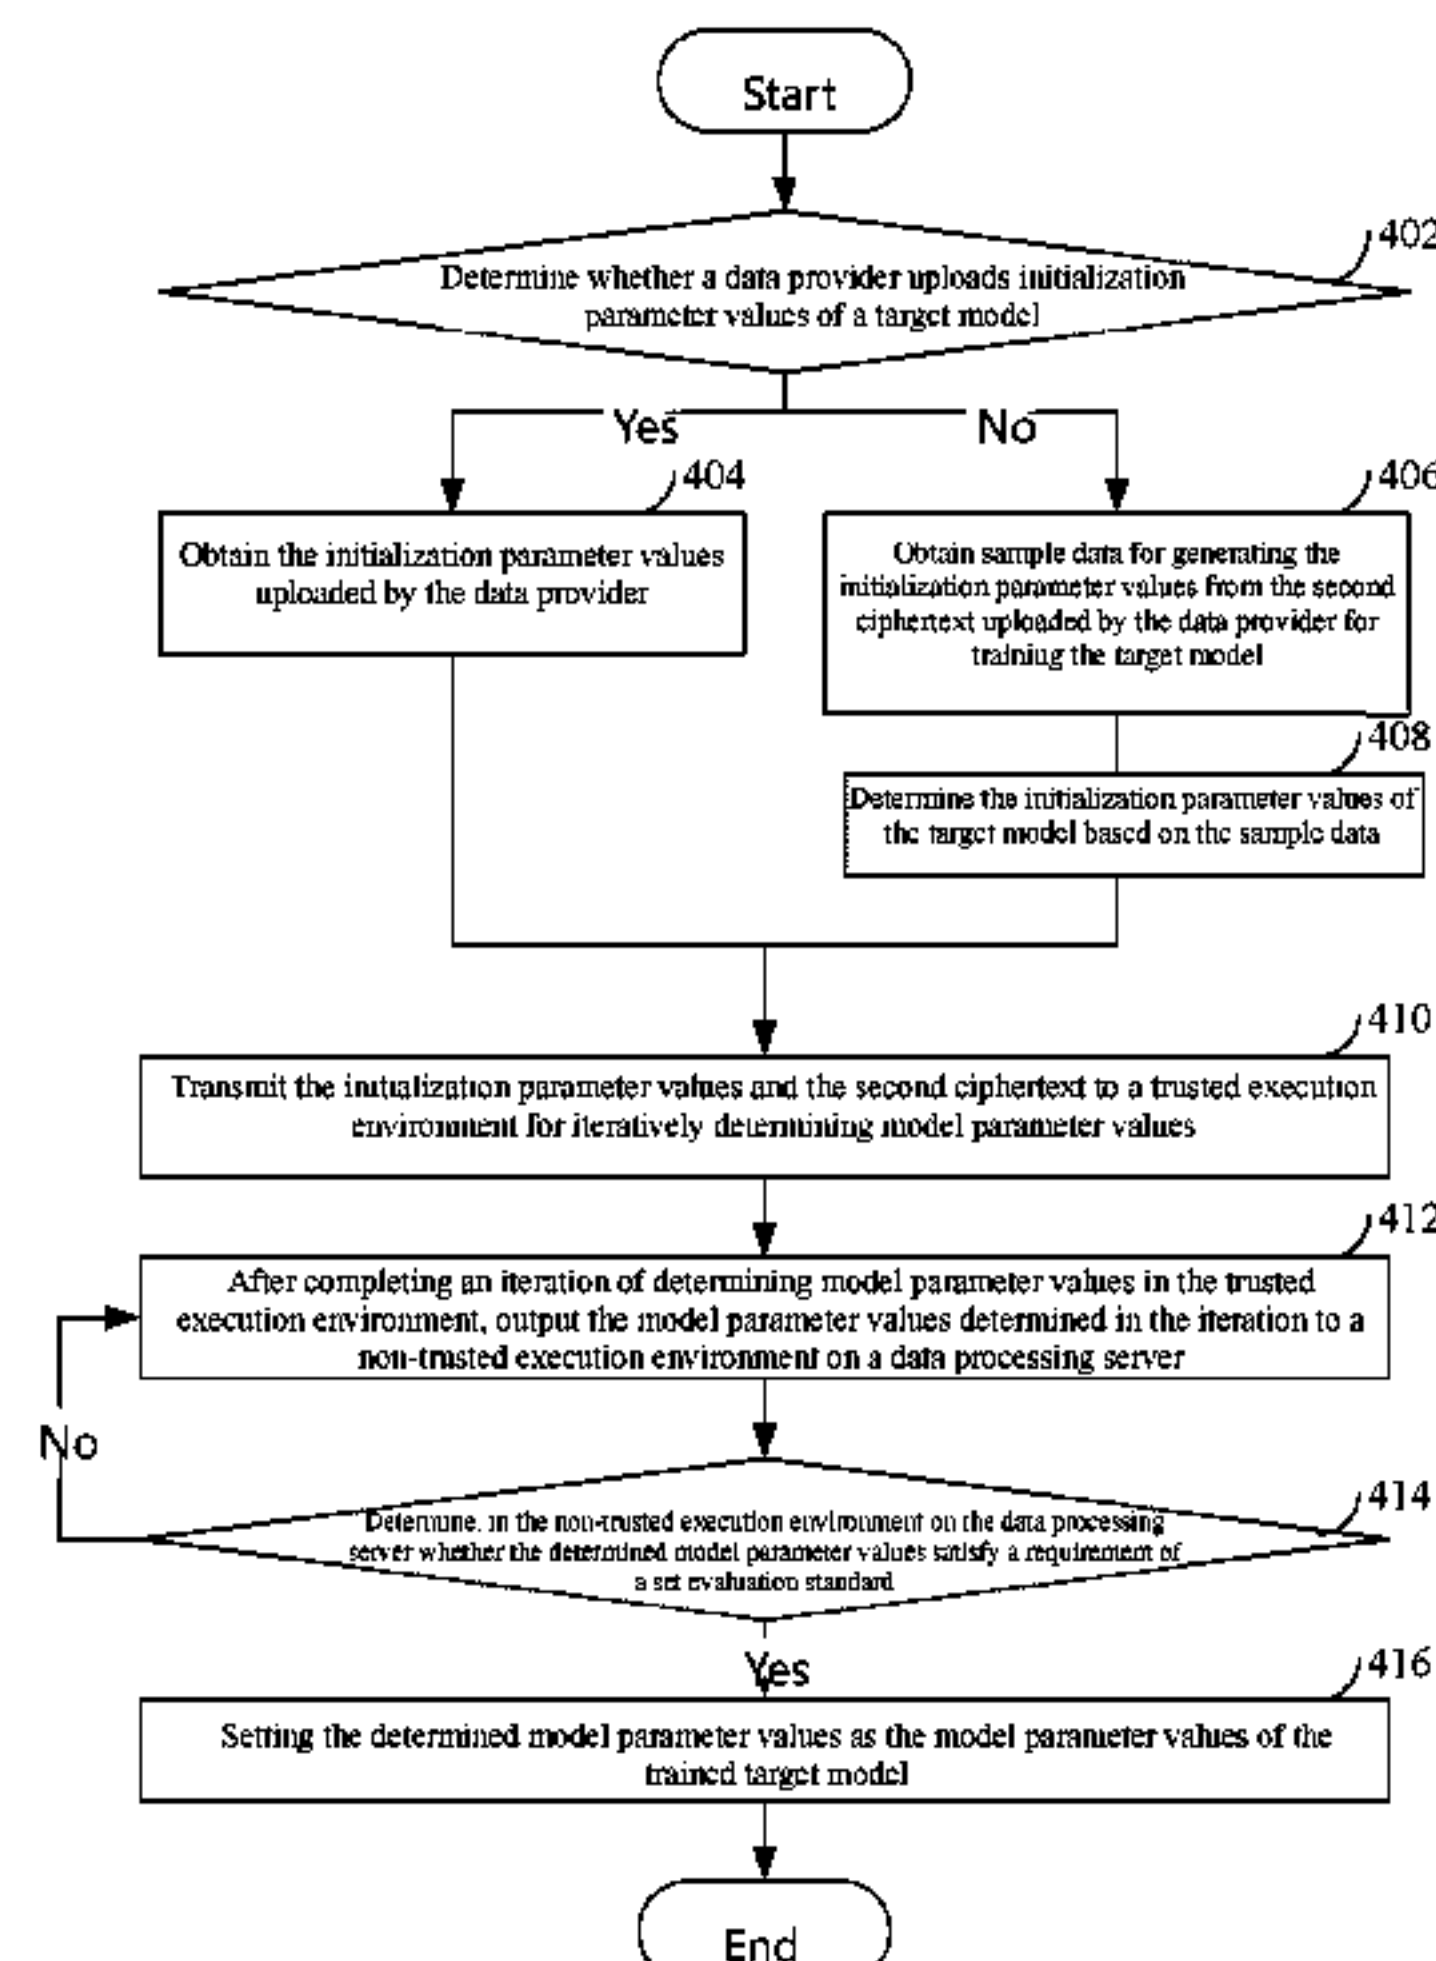 Start
402
Determine whether a data provider uploads initialization
parameter values of a target model
Yes
No
404
406
Obtain the initialization parameter values
uploaded by the data provider
Obtain sample data for generating the
initialization parameter values from the second
ciphertext uploaded by the data provider for
training the target model
408
Determine the initialization parameter values of
the target model based on the sample data
410
Transmit the initialization parameter values and the second ciphertext to a trusted execution
environment for iteratively determining model parameter values
412
After completing an iteration of determining model parameter values in the trusted
execution environment, output the model parameter values determined in the iteration to a
non-trusted execution environment on a data processing server
No
414
Determine, in the non-trusted execution environment on the data processing
server whether the determined model parameter values satisfy a requirement of
a set evaluation standard
Yes
416
Setting the determined model parameter values as the model parameter values of the
trained target model
End